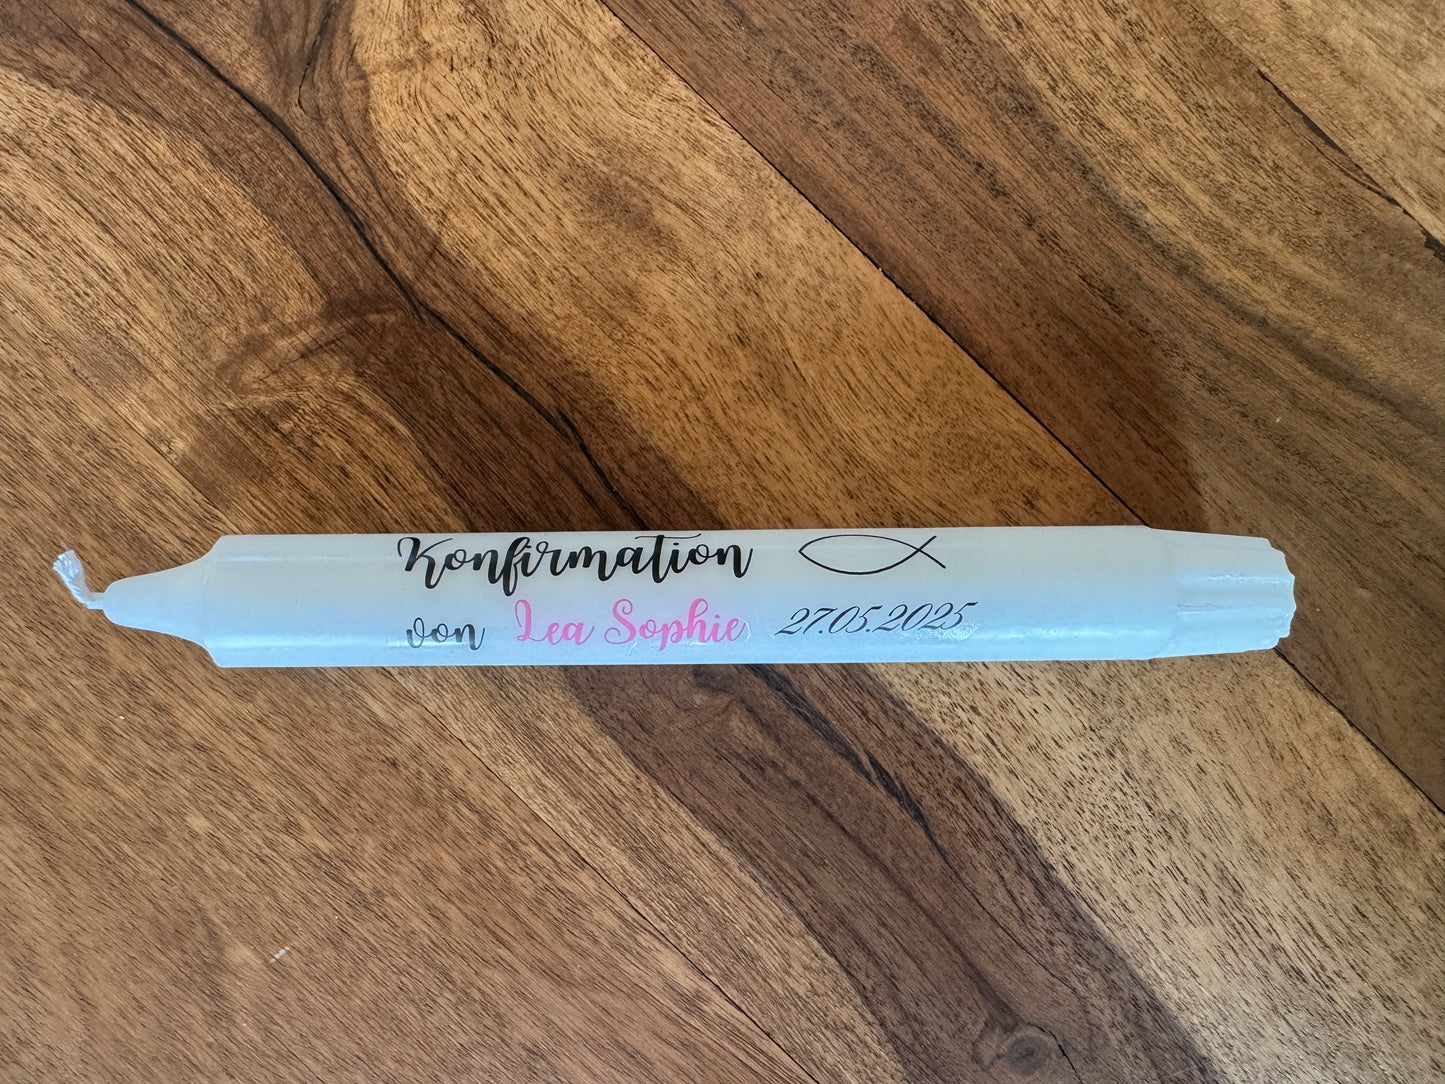 Konfirmation
von Lea Sophie 27.05.2025